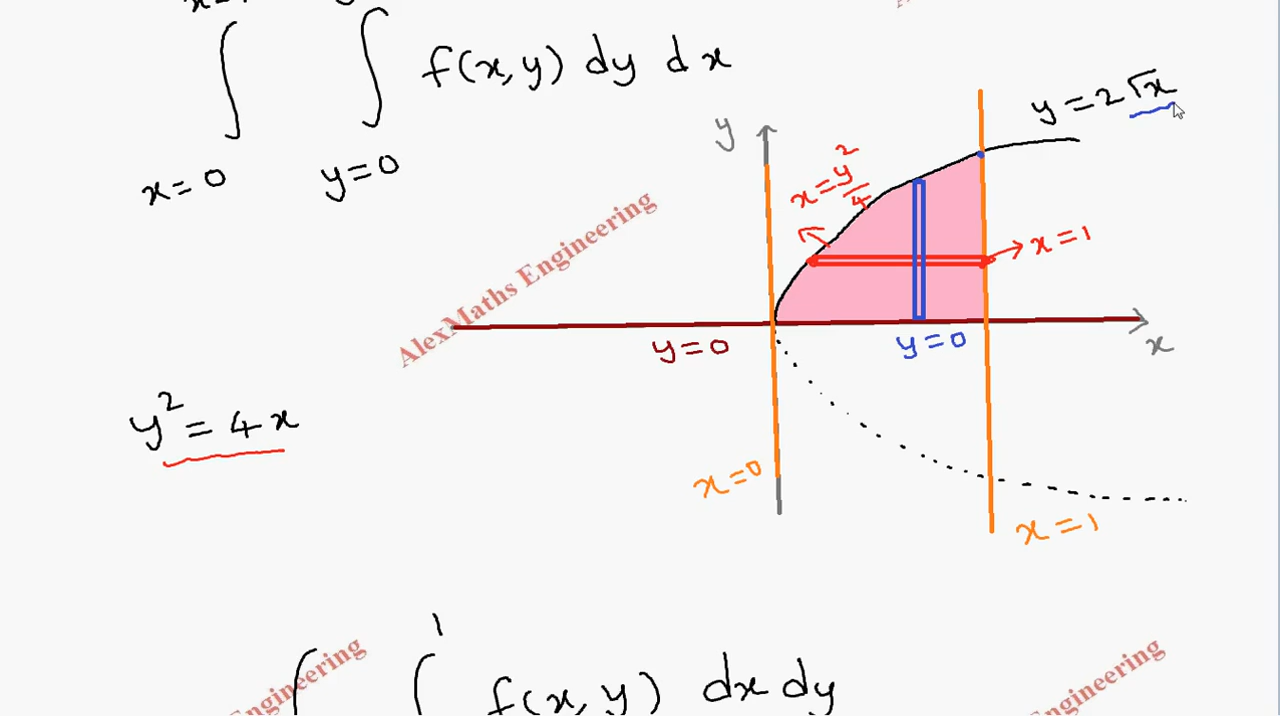 ∫ ∫ f(x,y) dy dx
x=0 y=0
y = 2√x
y
x = y²/4
x=1
AlexMaths Engineering
y=0
y=0
x
y² = 4x
x=0
x=1
1
∫ ∫ f(x,y) dx dy
Engineering
Engineering